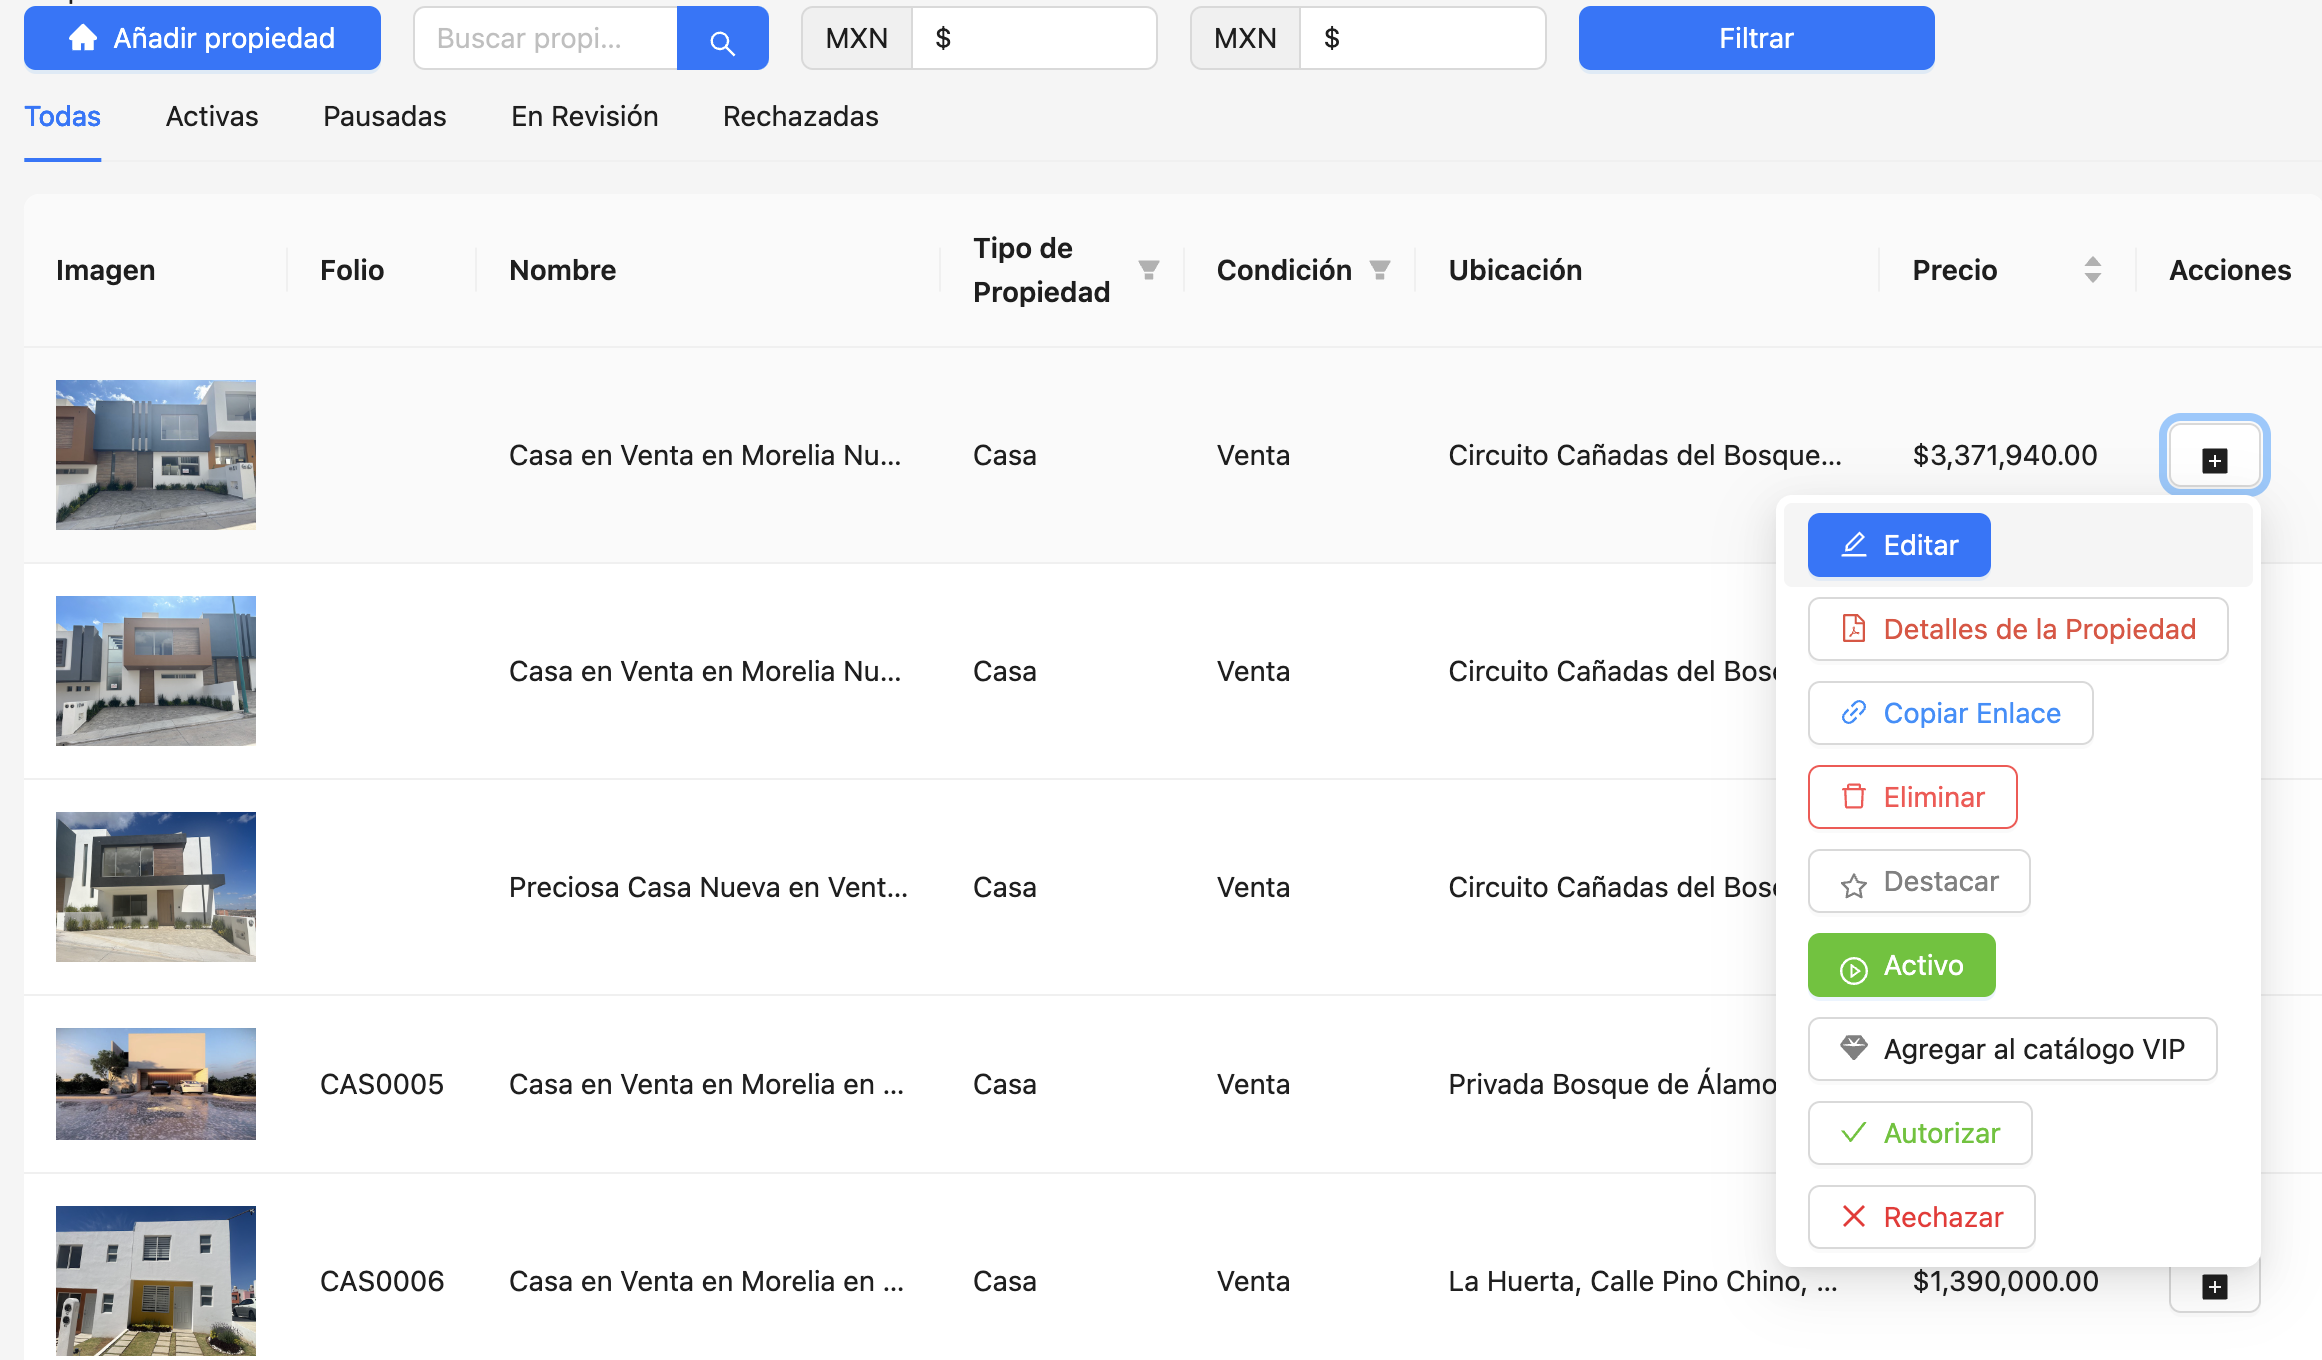 Añadir propiedad
Buscar propi...
MXN $
MXN $
Filtrar
Todas Activas Pausadas En Revisión Rechazadas
Imagen Folio Nombre Tipo de Propiedad Condición Ubicación Precio Acciones
Casa en Venta en Morelia Nu... Casa Venta Circuito Cañadas del Bosque... $3,371,940.00
Editar
Detalles de la Propiedad
Copiar Enlace
Eliminar
Destacar
Activo
Agregar al catálogo VIP
Autorizar
Rechazar
Casa en Venta en Morelia Nu... Casa Venta Circuito Cañadas del
Preciosa Casa Nueva en Vent... Casa Venta Circuito Cañadas del
CAS0005 Casa en Venta en Morelia en ... Casa Venta Privada Bosque de Álamo
CAS0006 Casa en Venta en Morelia en ... Casa Venta La Huerta, Calle Pino Chino, ... $1,390,000.00